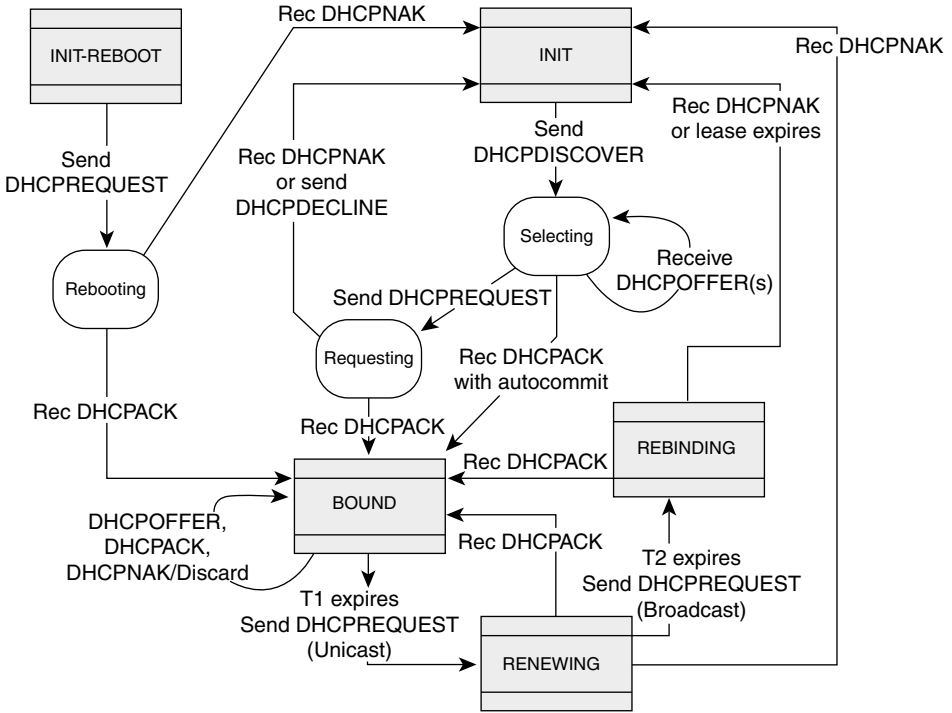 Rec DHCPNAK
INIT-REBOOT
INIT
Rec DHCPNAK
Rec DHCPNAK
or lease expires
Send
DHCPREQUEST
Rec DHCPNAK
or send
DHCPDECLINE
Send
DHCPDISCOVER
Selecting
Receive
DHCPOFFER(s)
Rebooting
Send DHCPREQUEST
Requesting
Rec DHCPACK
with autocommit
Rec DHCPACK
Rec DHCPACK
REBINDING
Rec DHCPACK
BOUND
DHCPOFFER,
DHCPACK,
DHCPNAK/Discard
Rec DHCPACK
T2 expires
Send DHCPREQUEST
(Broadcast)
T1 expires
Send DHCPREQUEST
(Unicast)
RENEWING